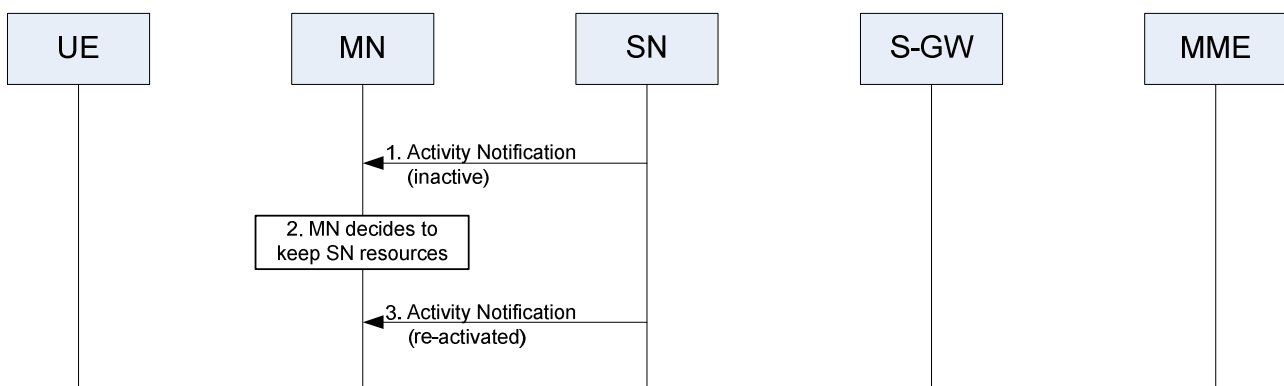 UE
MN
SN
S-GW
MME
1. Activity Notification
(inactive)
2. MN decides to
keep SN resources
3. Activity Notification
(re-activated)